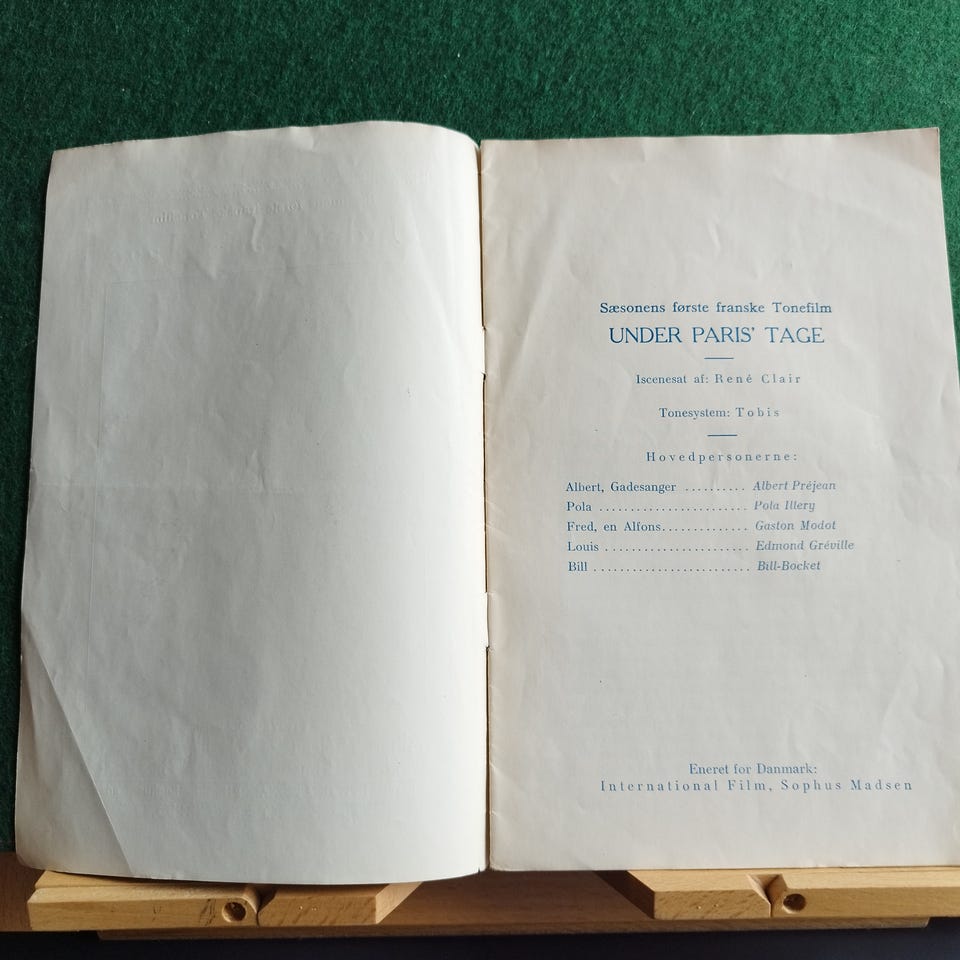 Sæsonens første franske Tonefilm
UNDER PARIS' TAGE
Iscenesat af: René Clair
Tonesystem: Tobis
Hovedpersonerne:
Albert, Gadesanger .......... Albert Préjean
Pola ........................ Pola Illery
Fred, en Alfons.............. Gaston Modot
Louis ....................... Edmond Gréville
Bill ......................... Bill-Bocket
Eneret for Danmark:
International Film, Sophus Madsen